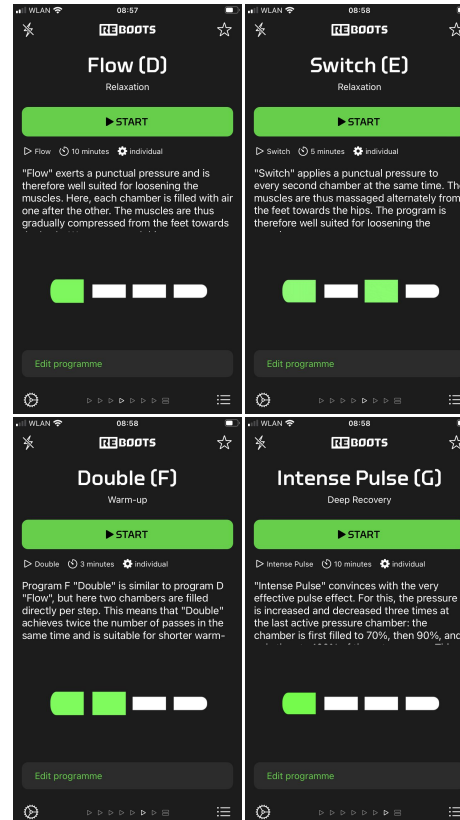 WLAN 08:57
REBOOTS
Flow (D)
Relaxation
START
Flow 10 minutes individual
"Flow" exerts a punctual pressure and is
therefore well suited for loosening the
muscles. Here, each chamber is filled with air
one after the other. The muscles are thus
gradually compressed from the feet towards
Edit programme
WLAN 08:58
REBOOTS
Switch (E)
Relaxation
START
Switch 5 minutes individual
"Switch" applies a punctual pressure to
every second chamber at the same time. The
muscles are thus massaged alternately from
the feet towards the hips. The program is
therefore well suited for loosening the
Edit programme
WLAN 08:58
REBOOTS
Double (F)
Warm-up
START
Double 3 minutes individual
Program F "Double" is similar to program D
"Flow", but here two chambers are filled
directly per step. This means that "Double"
achieves twice the number of passes in the
same time and is suitable for shorter warm-
Edit programme
WLAN 08:58
REBOOTS
Intense Pulse (G)
Deep Recovery
START
Intense Pulse 10 minutes individual
"Intense Pulse" convinces with the very
effective pulse effect. For this, the pressure
is increased and decreased three times at
the last active pressure chamber: the
chamber is first filled to 70%, then 90%, and
Edit programme